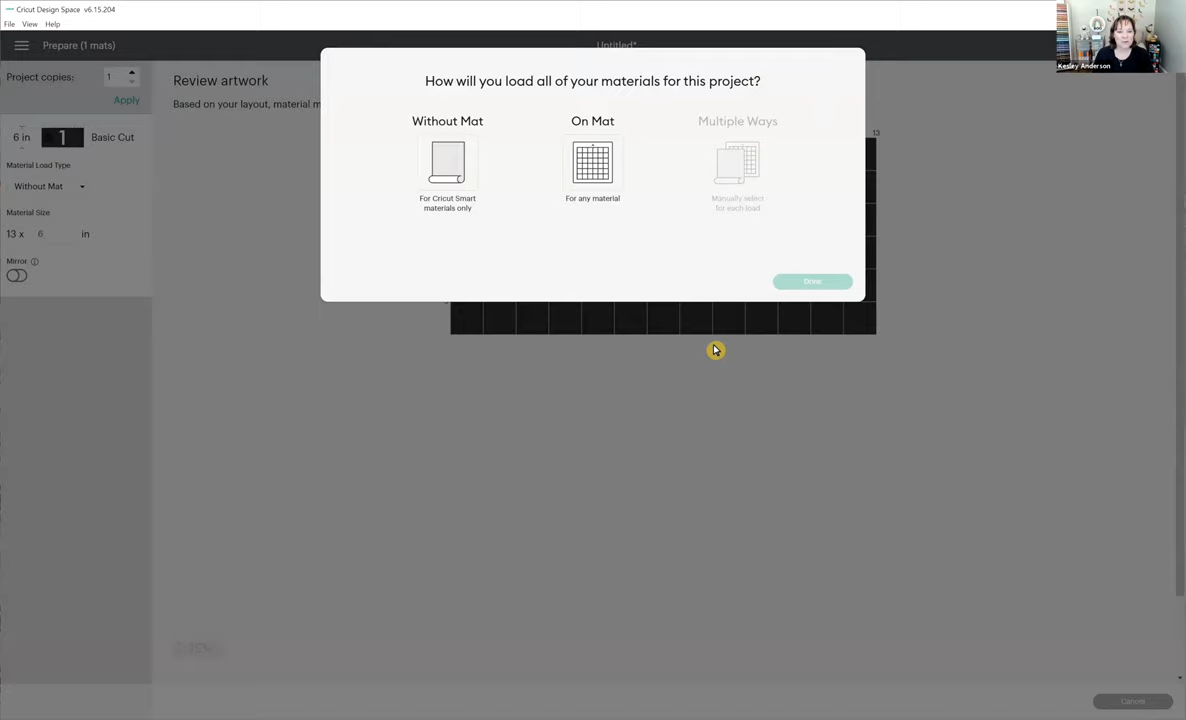 Cricut Design Space v6.15.204
File View Help
Prepare (1 mats)
Untitled*
Kesley Anderson
Project copies: 1
Apply
Review artwork
Based on your layout, material m
6 in 1 Basic Cut
Material Load Type
Without Mat
Material Size
13 x 6 in
Mirror
How will you load all of your materials for this project?
Without Mat
For Cricut Smart
materials only
On Mat
For any material
Multiple Ways
Manually select
for each load
Done
13
Cancel